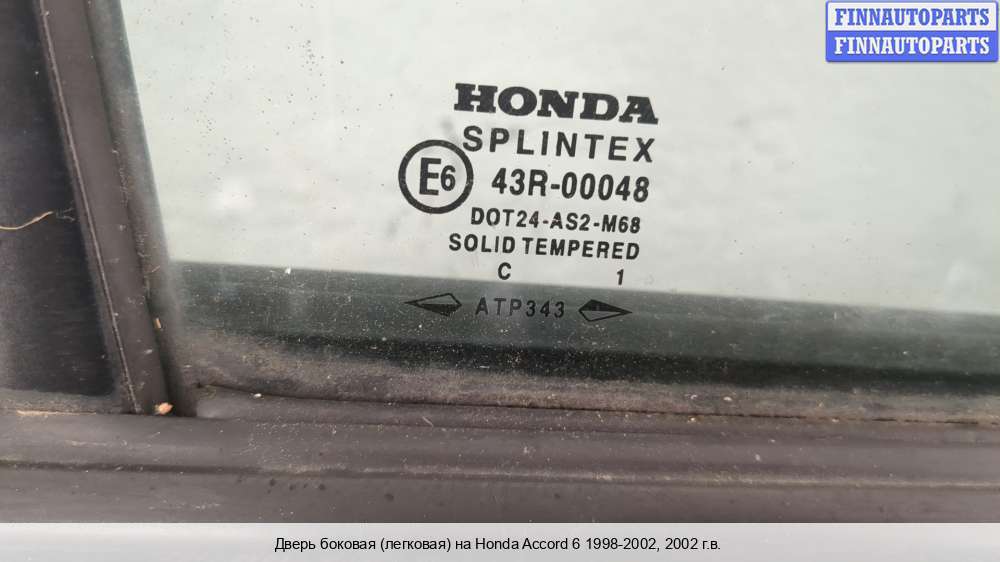 FINNAUTOPARTS
FINNAUTOPARTS
HONDA
SPLINTEX
E6 43R-00048
DOT24-AS2-M68
SOLID TEMPERED
C 1
ATP343
Дверь боковая (легковая) на Honda Accord 6 1998-2002, 2002 г.в.